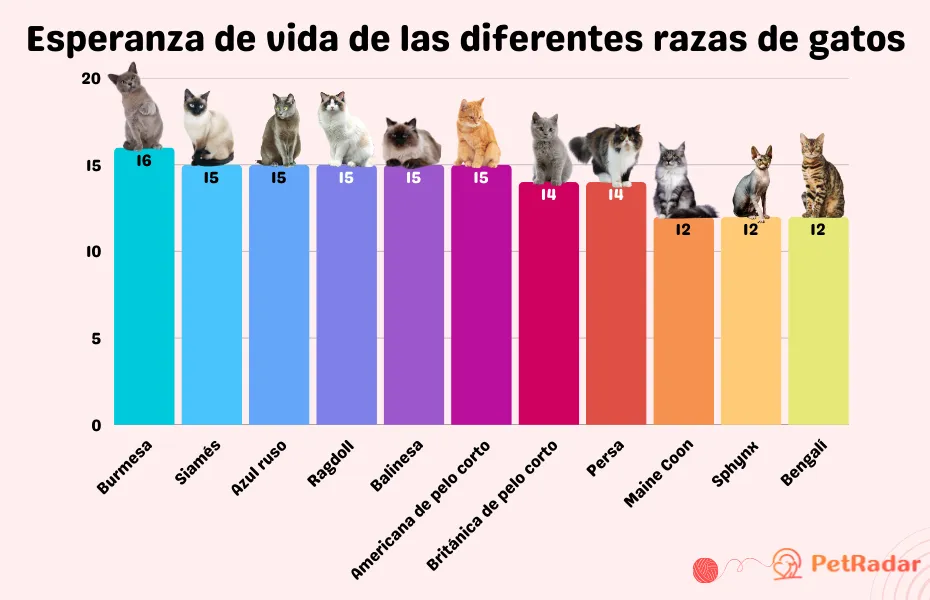 Esperanza de vida de las diferentes razas de gatos
20
15
10
5
0
16
15
15
15
15
15
14
14
12
12
12
Burmesa
Siamés
Azul ruso
Ragdoll
Balinesa
Americana de pelo corto
Británica de pelo corto
Persa
Maine Coon
Sphynx
Bengalí
PetRadar